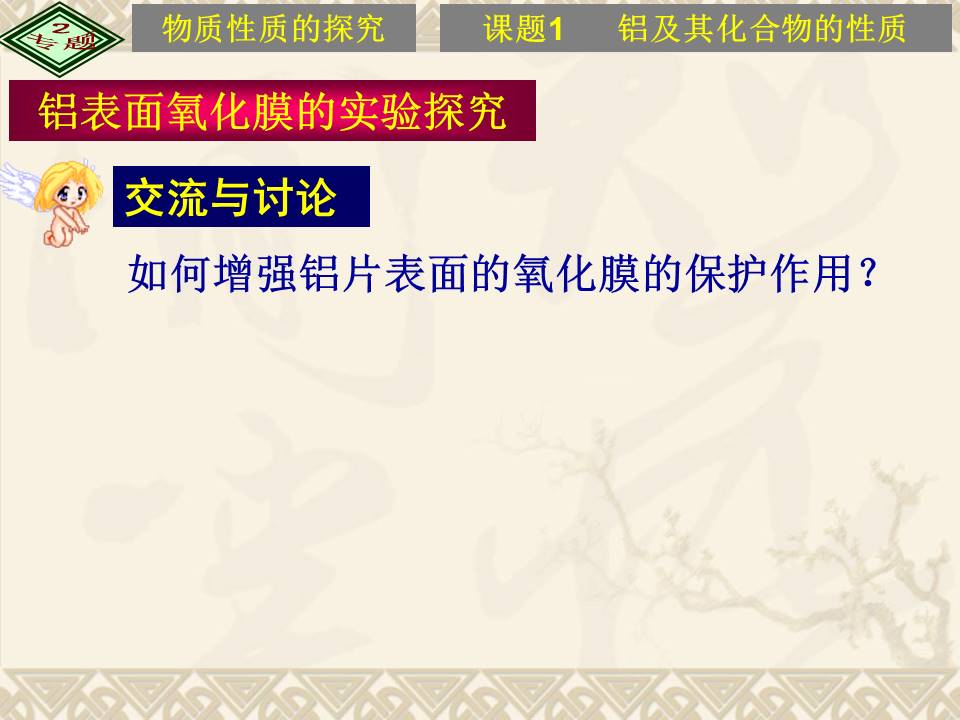 2
专题
物质性质的探究
课题1 铝及其化合物的性质
铝表面氧化膜的实验探究
交流与讨论
如何增强铝片表面的氧化膜的保护作用?